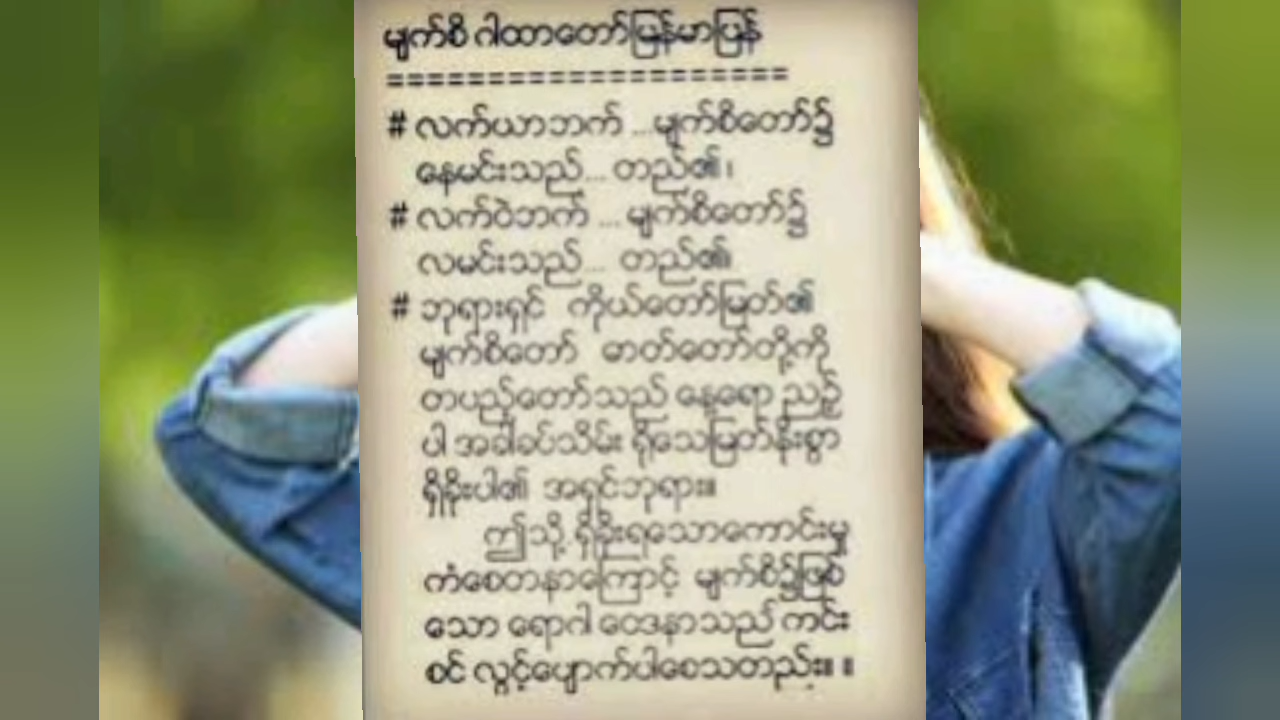 မျက်စိ ဂါထာတော်မြန်မာပြန်
====================
# လက်ယာဘက် ... မျက်စိတော်၌
နေမင်းသည် ... တည်၏ ၊
# လက်ဝဲဘက် ... မျက်စိတော်၌
လမင်းသည် ... တည်၏။
# ဘုရားရှင် ကိုယ်တော်မြတ်၏
မျက်စိတော် ဓာတ်တော်တို့ကို
တပည့်တော်သည် နေ့ရော ညဉ့်
ပါ အခါခပ်သိမ်း ရိုသေမြတ်နိုးစွာ
ရှိခိုးပါ၏ အရှင်ဘုရား။
ဤသို့ ရှိခိုးရသောကောင်းမှု
ကံစေတနာကြောင့် မျက်စိ၌ဖြစ်
သော ရောဂါ ဝေဒနာသည် ကင်း
စင် လွင့်ပျောက်ပါစေသတည်း။ ။